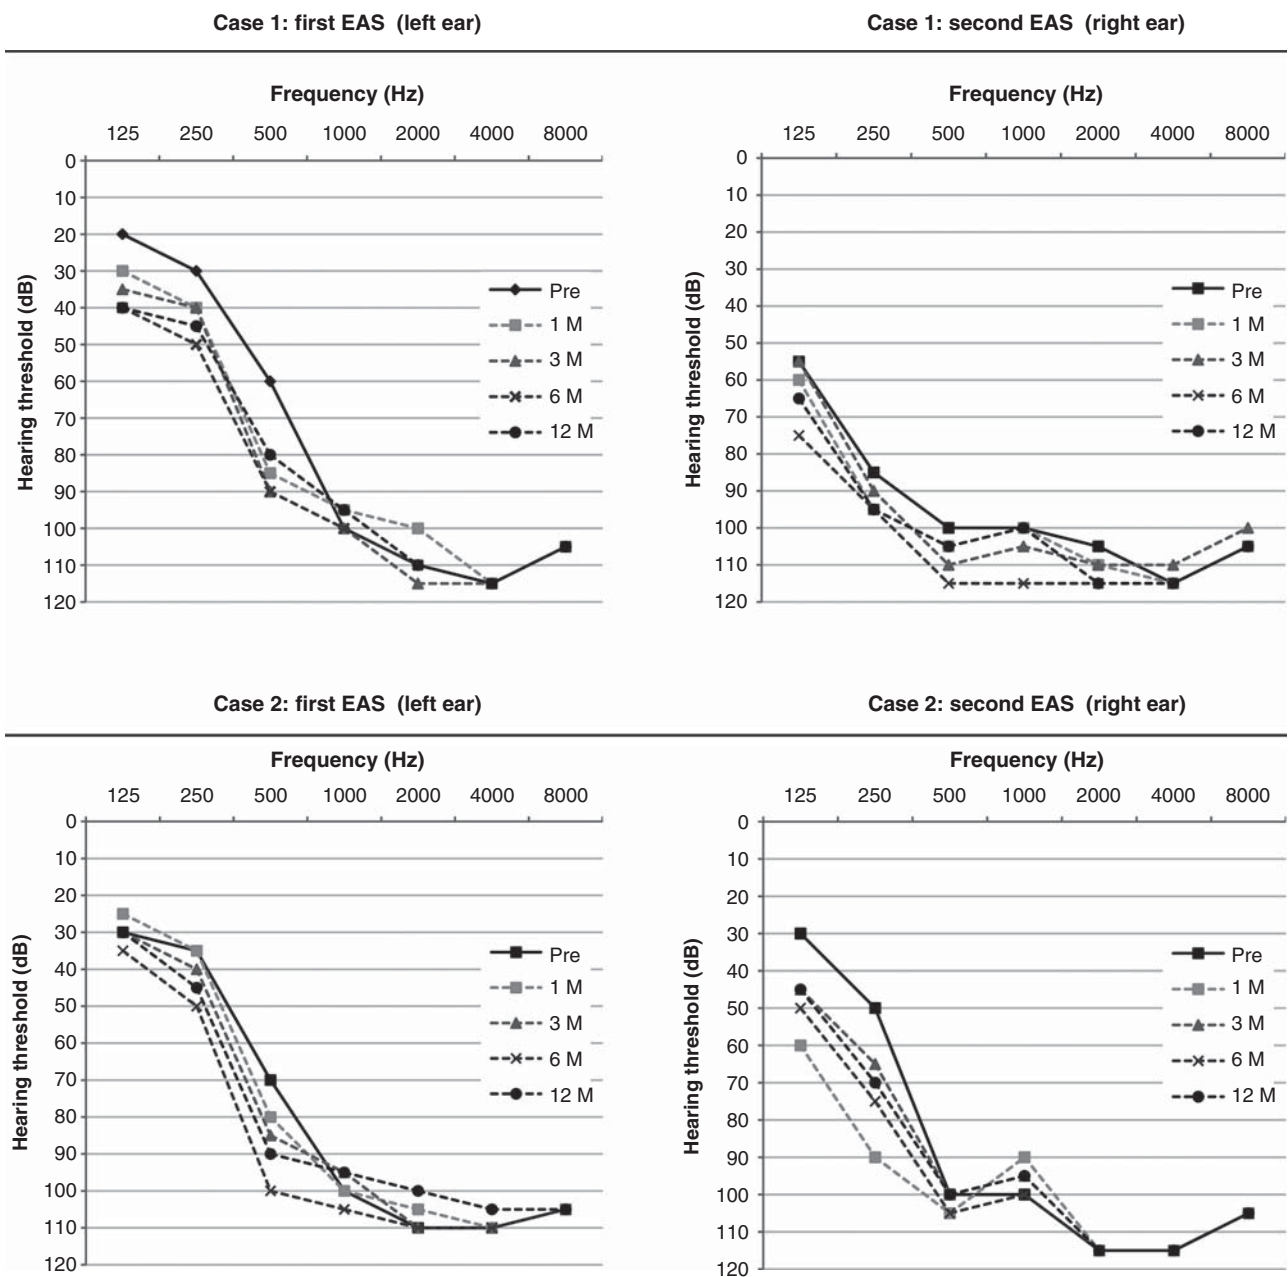 Case 1: first EAS (left ear)
Frequency (Hz)
125 250 500 1000 2000 4000 8000
Hearing threshold (dB)
0
10
20
30
40
50
60
70
80
90
100
110
120
Pre
1 M
3 M
6 M
12 M
Case 1: second EAS (right ear)
Frequency (Hz)
125 250 500 1000 2000 4000 8000
Hearing threshold (dB)
0
10
20
30
40
50
60
70
80
90
100
110
120
Pre
1 M
3 M
6 M
12 M
Case 2: first EAS (left ear)
Frequency (Hz)
125 250 500 1000 2000 4000 8000
Hearing threshold (dB)
0
10
20
30
40
50
60
70
80
90
100
110
120
Pre
1 M
3 M
6 M
12 M
Case 2: second EAS (right ear)
Frequency (Hz)
125 250 500 1000 2000 4000 8000
Hearing threshold (dB)
0
10
20
30
40
50
60
70
80
90
100
110
120
Pre
1 M
3 M
6 M
12 M